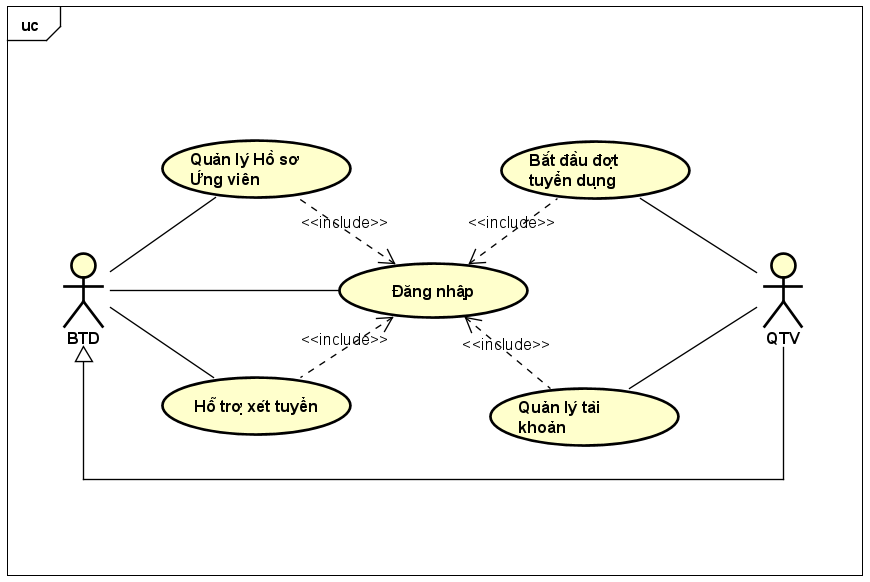 uc
Quản lý Hồ sơ
Ứng viên
Bắt đầu đợt
tuyển dụng
<<include>>
<<include>>
Đăng nhập
BTD
QTV
<<include>>
<<include>>
Hỗ trợ xét tuyển
Quản lý tài
khoản